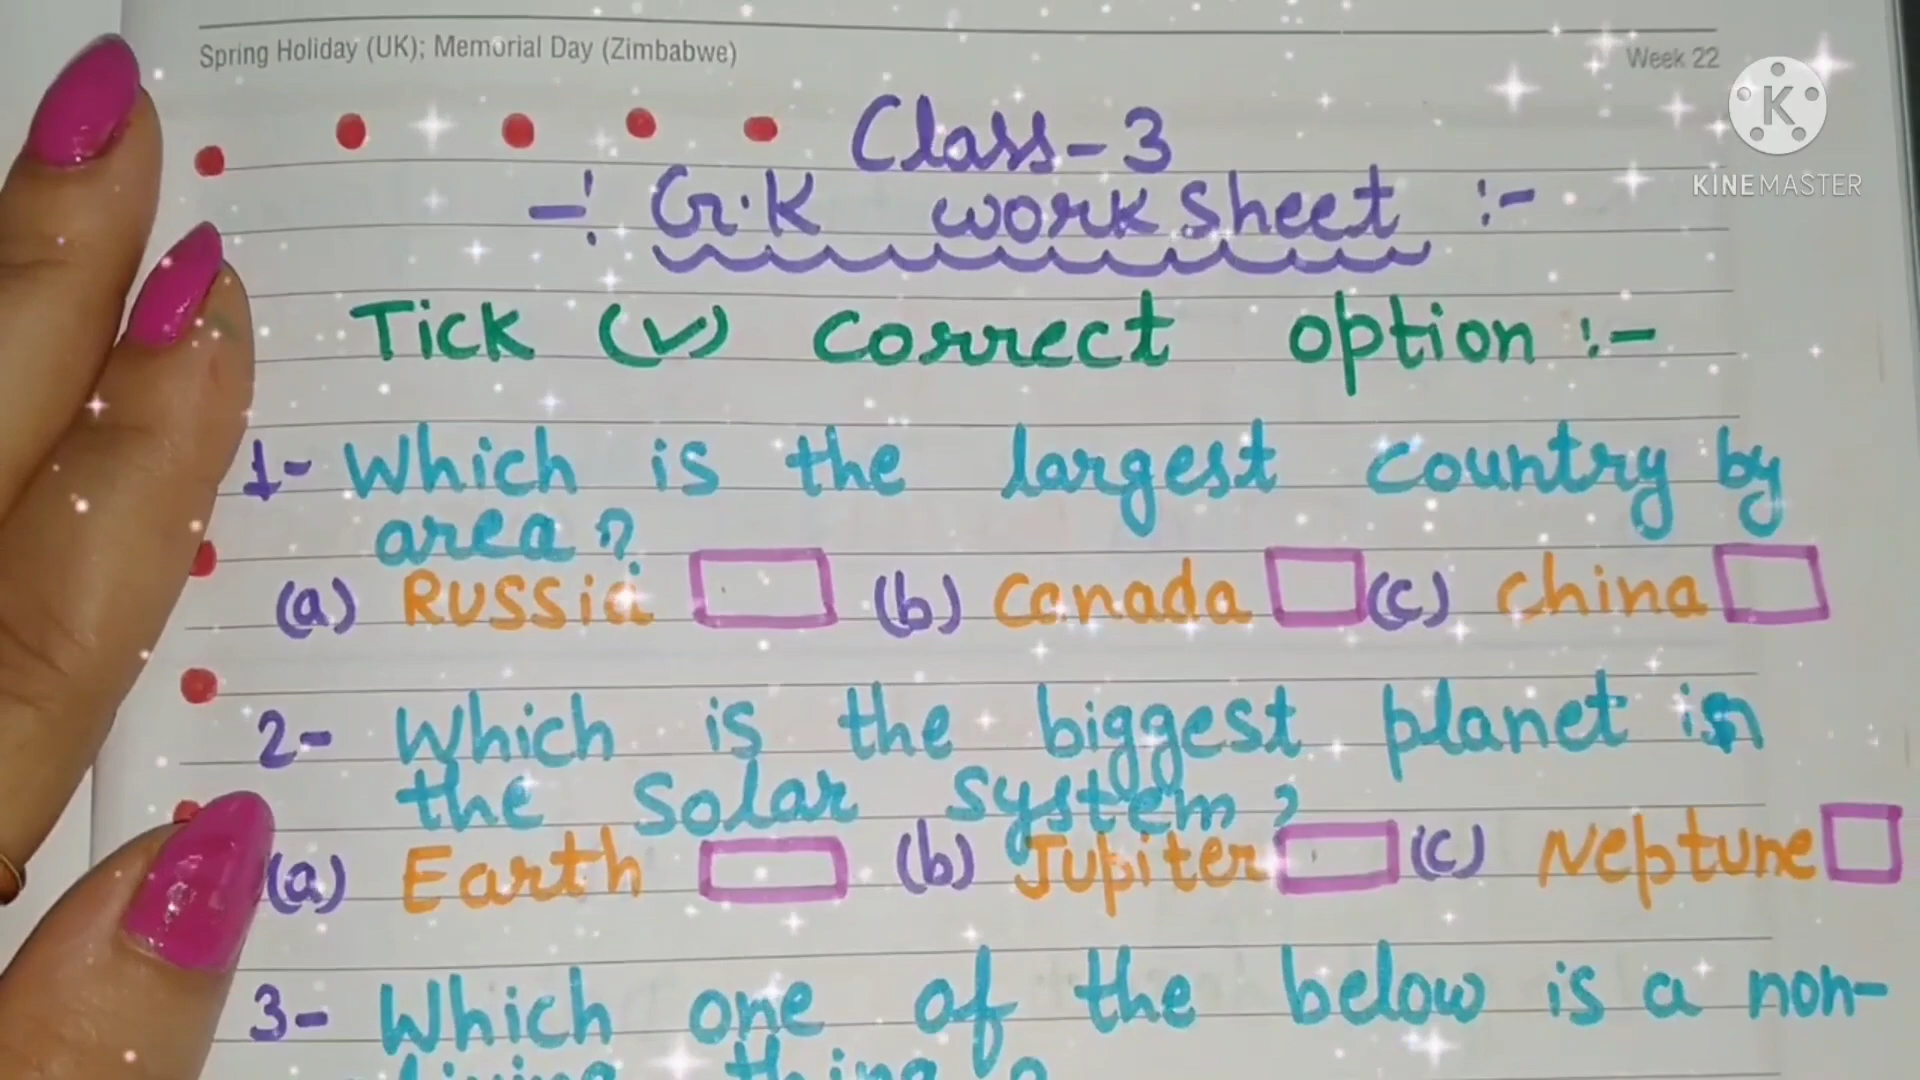 Spring Holiday (UK); Memorial Day (Zimbabwe)
Week 22
KINEMASTER
Class-3
-: G.K worksheet :-
Tick (✓) correct option :-
1- Which is the largest country by
area?
(a) Russia (b) Canada (c) China
2- Which is the biggest planet in
the solar system?
(a) Earth (b) Jupiter (c) Neptune
3- Which one of the below is a non-
living thing?